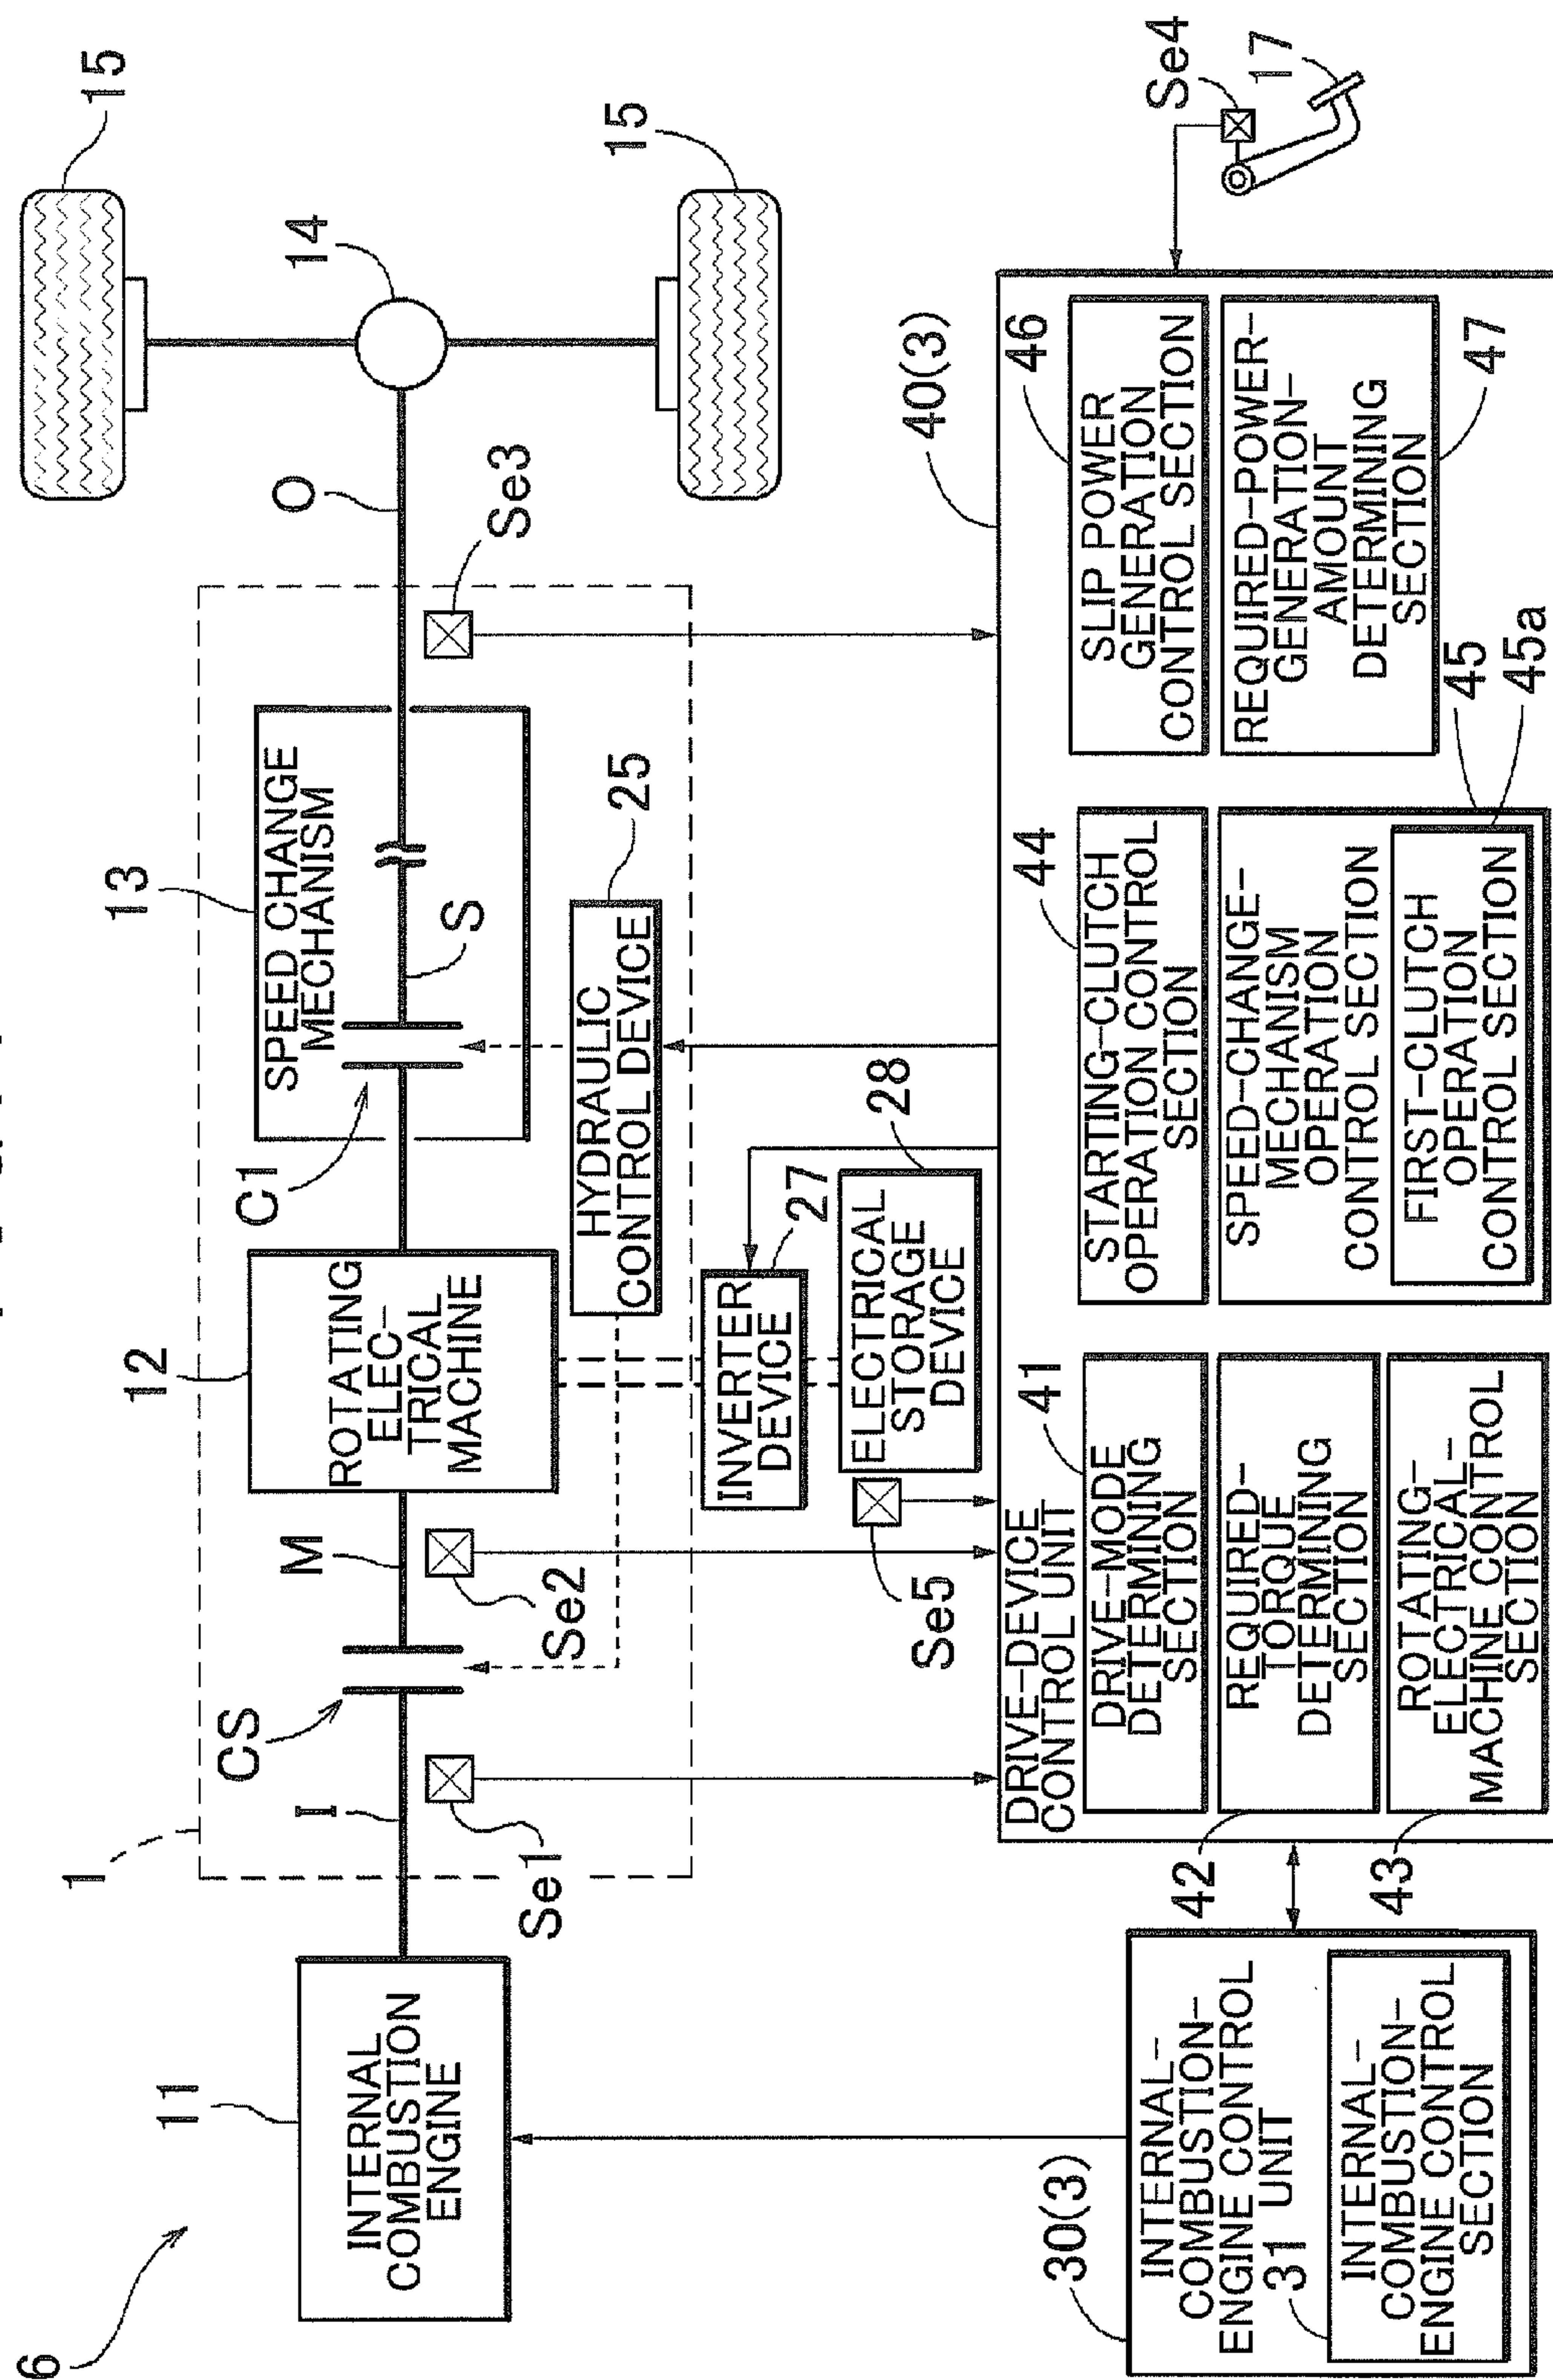 6
1
11
INTERNAL
COMBUSTION
ENGINE
I
CS
M
12
ROTATING
ELEC–
TRICAL
MACHINE
C1
13
SPEED CHANGE
MECHANISM
S
O
14
15
15
Se1
Se2
Se3
HYDRAULIC
CONTROL DEVICE
25
INVERTER
DEVICE
27
ELECTRICAL
STORAGE
DEVICE
28
Se5
Se4
17
30(3)
INTERNAL–
COMBUSTION–
ENGINE CONTROL
UNIT
31
INTERNAL–
COMBUSTION–
ENGINE CONTROL
SECTION
40(3)
DRIVE–DEVICE
CONTROL UNIT
41
DRIVE–MODE
DETERMINING
SECTION
42
REQUIRED–
TORQUE
DETERMINING
SECTION
43
ROTATING–
ELECTRICAL–
MACHINE CONTROL
SECTION
44
STARTING–CLUTCH
OPERATION CONTROL
SECTION
45
SPEED–CHANGE–
MECHANISM
OPERATION
CONTROL SECTION
45a
FIRST–CLUTCH
OPERATION
CONTROL SECTION
46
SLIP POWER
GENERATION
CONTROL SECTION
47
REQUIRED–POWER–
GENERATION–
AMOUNT
DETERMINING
SECTION